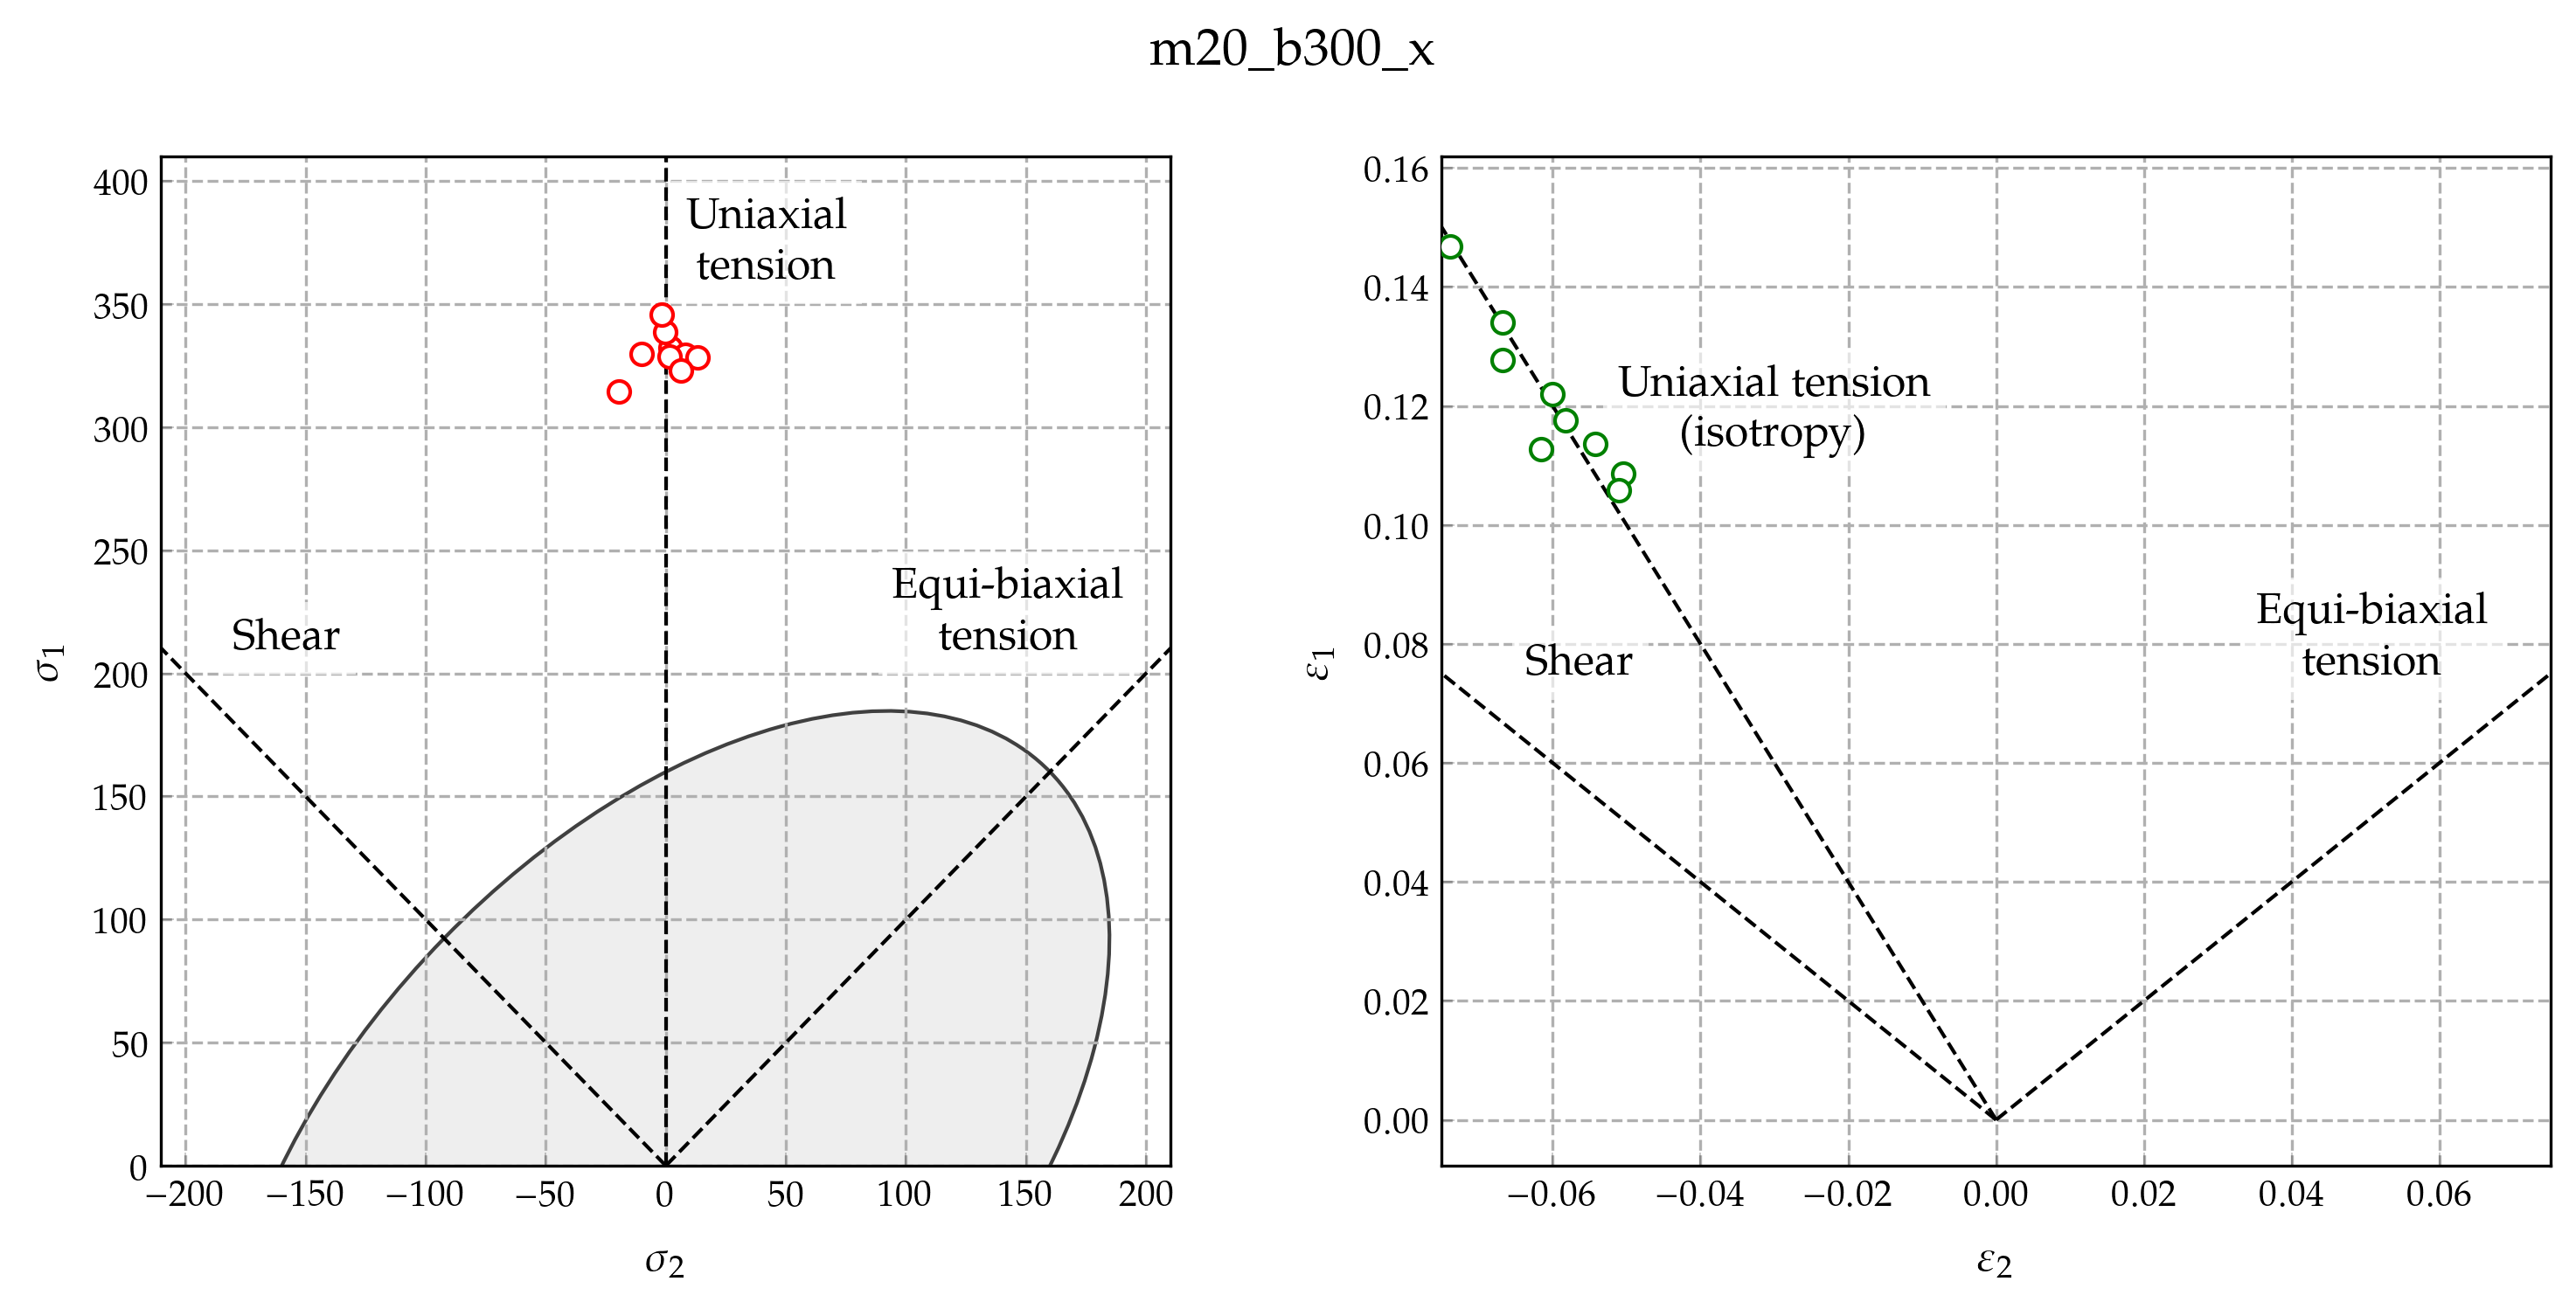 m20_b300_x
400
350
300
250
200
150
100
50
0
σ1
Uniaxial
tension
Shear
Equi-biaxial
tension
−200 −150 −100 −50 0 50 100 150 200
σ2
0.16
0.14
0.12
0.10
0.08
0.06
0.04
0.02
0.00
ε1
Uniaxial tension
(isotropy)
Shear
Equi-biaxial
tension
−0.06 −0.04 −0.02 0.00 0.02 0.04 0.06
ε2